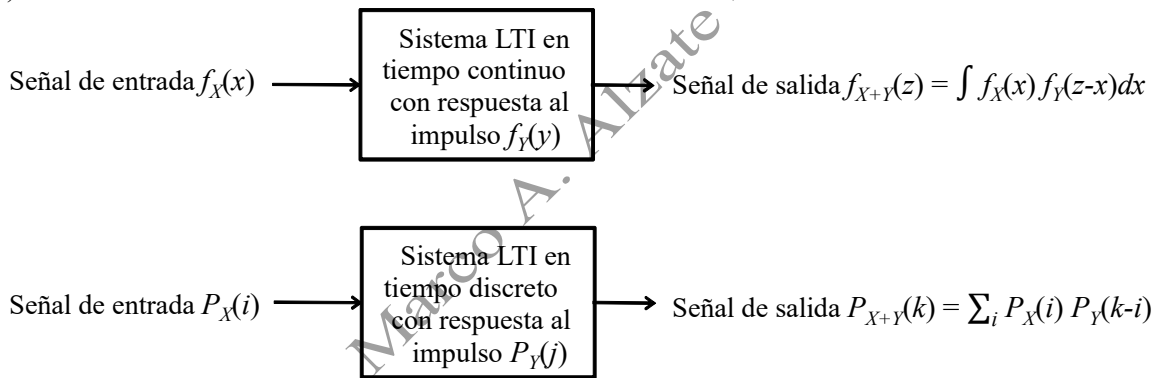 Señal de entrada f_X(x)
Sistema LTI en
tiempo continuo
con respuesta al
impulso f_Y(y)
Señal de salida f_{X+Y}(z) = ∫ f_X(x) f_Y(z-x)dx
Señal de entrada P_X(i)
Sistema LTI en
tiempo discreto
con respuesta al
impulso P_Y(j)
Señal de salida P_{X+Y}(k) = ∑_i P_X(i) P_Y(k-i)
Marco A. Alzate